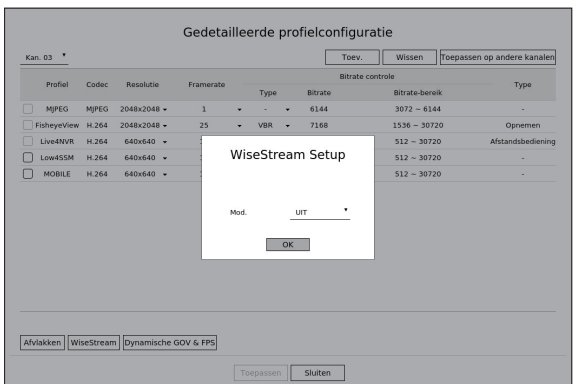 Gedetailleerde profielconfiguratie
Kan. 03 Toev. Wissen Toepassen op andere kanalen
Bitrate controle
Profiel Codec Resolutie Framerate Type Bitrate Bitrate-bereik Type
MJPEG MJPEG 2048x2048 1 - 6144 3072 ~ 6144 -
FisheyeView H.264 2048x2048 25 VBR 7168 1536 ~ 30720 Opnemen
Live4NVR H.264 640x640 512 ~ 30720 Afstandsbediening
Low4SSM H.264 640x640 512 ~ 30720 -
MOBILE H.264 640x640 512 ~ 30720 -
WiseStream Setup
Mod. UIT
OK
Afvlakken WiseStream Dynamische GOV & FPS
Toepassen Sluiten